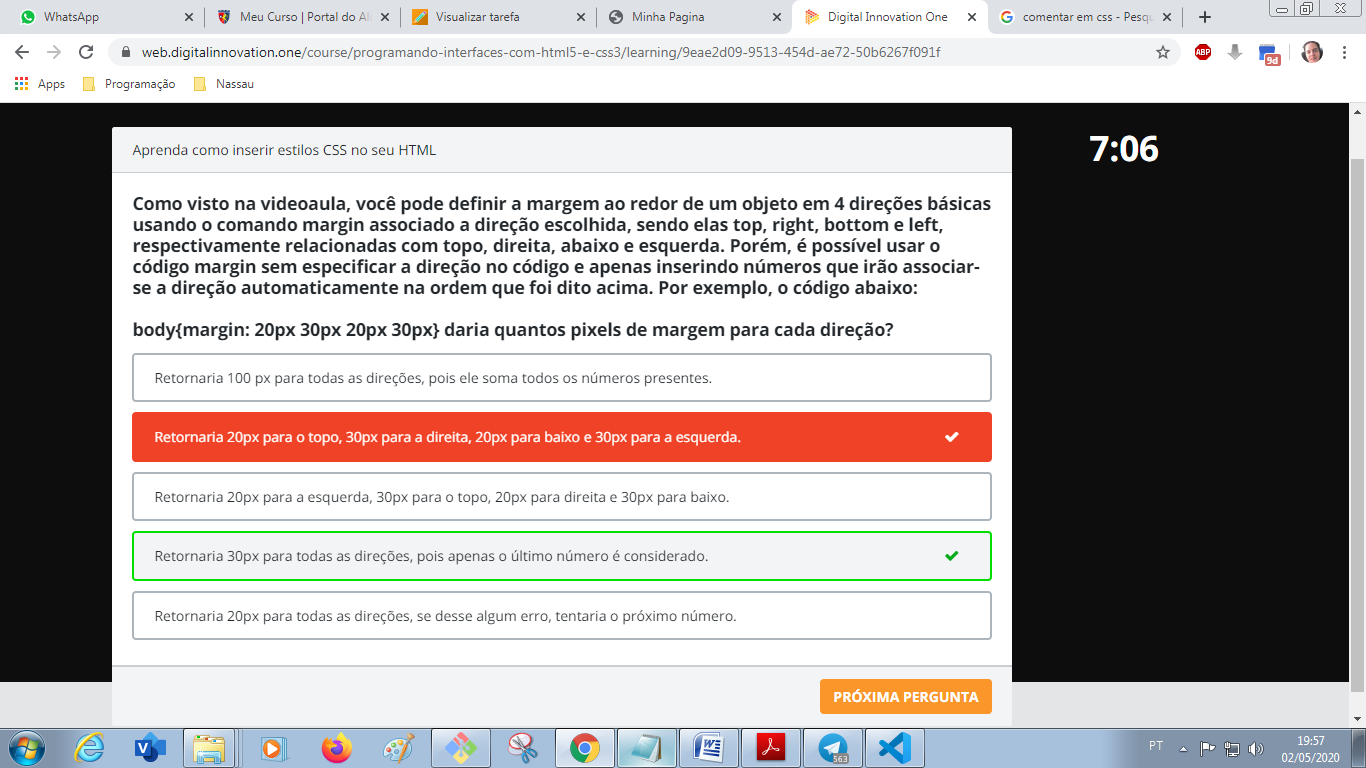 WhatsApp
Meu Curso | Portal do Al
Visualizar tarefa
Minha Pagina
Digital Innovation One
comentar em css - Pesqu
web.digitalinnovation.one/course/programando-interfaces-com-html5-e-css3/learning/9eae2d09-9513-454d-ae72-50b6267f091f
ABP
9d
Apps
Programação
Nassau
Aprenda como inserir estilos CSS no seu HTML
7:06
Como visto na videoaula, você pode definir a margem ao redor de um objeto em 4 direções básicas
usando o comando margin associado a direção escolhida, sendo elas top, right, bottom e left,
respectivamente relacionadas com topo, direita, abaixo e esquerda. Porém, é possível usar o
código margin sem especificar a direção no código e apenas inserindo números que irão associar-
se a direção automaticamente na ordem que foi dito acima. Por exemplo, o código abaixo:
body{margin: 20px 30px 20px 30px} daria quantos pixels de margem para cada direção?
Retornaria 100 px para todas as direções, pois ele soma todos os números presentes.
Retornaria 20px para o topo, 30px para a direita, 20px para baixo e 30px para a esquerda.
Retornaria 20px para a esquerda, 30px para o topo, 20px para direita e 30px para baixo.
Retornaria 30px para todas as direções, pois apenas o último número é considerado.
Retornaria 20px para todas as direções, se desse algum erro, tentaria o próximo número.
PRÓXIMA PERGUNTA
563
PT
19:57
02/05/2020